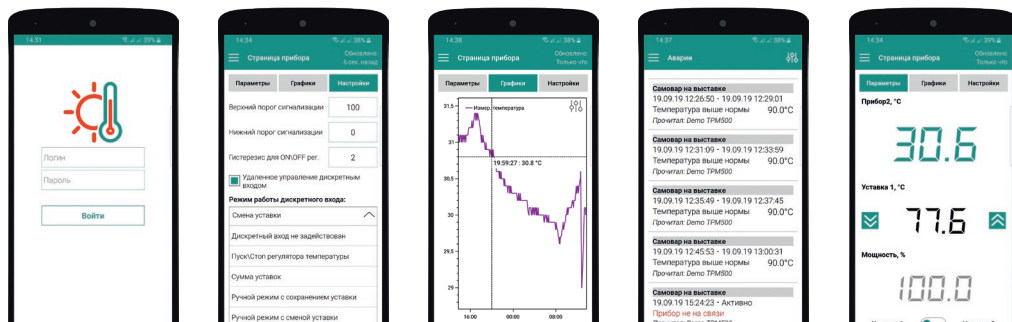 14:31
39%
Логин
Пароль
Войти
14:34
38%
Страница прибора
Обновлено
5 сек. назад
Параметры
Графики
Настройки
Верхний порог сигнализации
100
Нижний порог сигнализации
0
Гистерезис для ON\OFF рег.
2
Удаленное управление дискретным
входом
Режим работы дискретного входа:
Смена уставки
Дискретный вход не задействован
Пуск\Стоп регулятора температуры
Сумма уставок
Ручной режим с сохранением уставки
Ручной режим с сменой уставки
14:36
38%
Страница прибора
Обновлено
Только что
Параметры
Графики
Настройки
31,5
Измер. температура
31
19:59:27 : 30.8 °C
30,5
30
29,5
29
16:00
00:00
08:00
14:37
38%
Аварии
Самовар на выставке
19.09.19 12:26:50 - 19.09.19 12:29:01
Температура выше нормы 90.0°C
Прочитал: Demo TPM500
Самовар на выставке
19.09.19 12:31:09 - 19.09.19 12:33:59
Температура выше нормы 90.0°C
Прочитал: Demo TPM500
Самовар на выставке
19.09.19 12:35:49 - 19.09.19 12:37:45
Температура выше нормы 90.0°C
Прочитал: Demo TPM500
Самовар на выставке
19.09.19 12:45:53 - 19.09.19 13:00:31
Температура выше нормы 90.0°C
Прочитал: Demo TPM500
Самовар на выставке
19.09.19 15:24:23 - Активно
Прибор не на связи
14:34
39%
Страница прибора
Обновлено
Только что
Параметры
Графики
Настройки
Прибор2, °C
30.6
Уставка 1, °C
77.6
Мощность, %
100.0